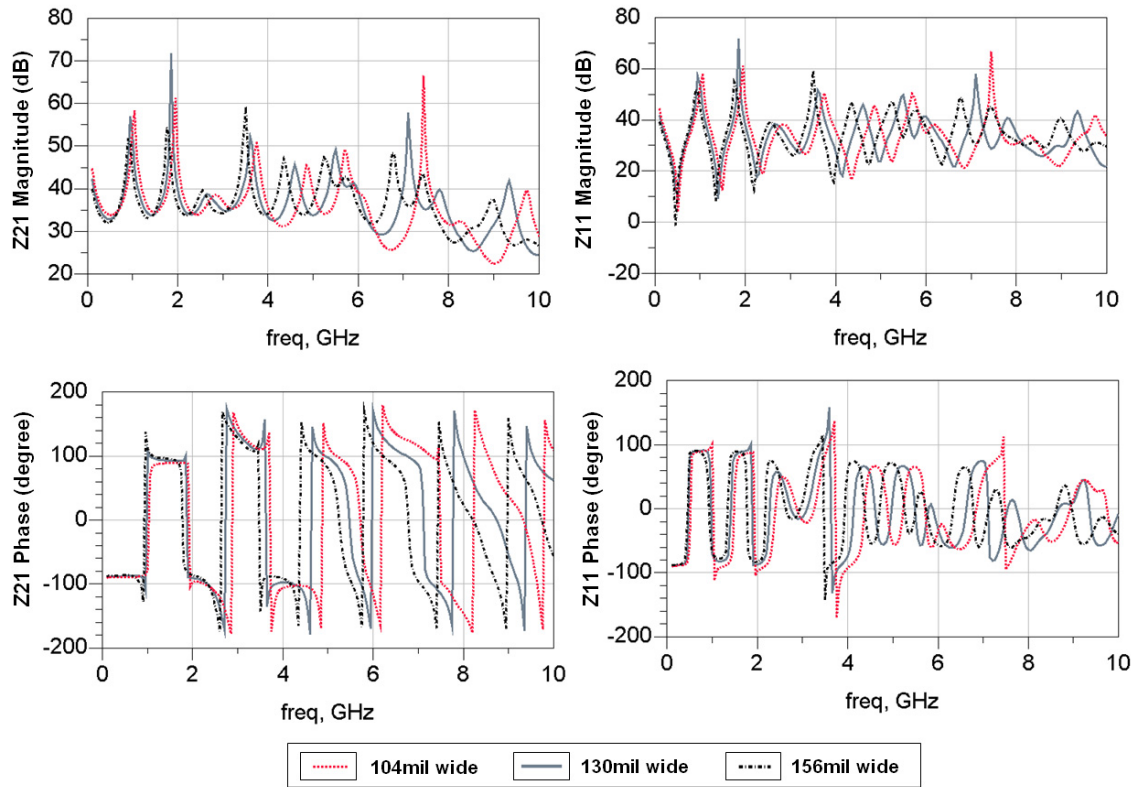 80
70
60
50
40
30
20
Z21 Magnitude (dB)
0 2 4 6 8 10
freq, GHz
80
60
40
20
0
-20
Z11 Magnitude (dB)
0 2 4 6 8 10
freq, GHz
200
100
0
-100
-200
Z21 Phase (degree)
0 2 4 6 8 10
freq, GHz
200
100
0
-100
-200
Z11 Phase (degree)
0 2 4 6 8 10
freq, GHz
104mil wide 130mil wide 156mil wide